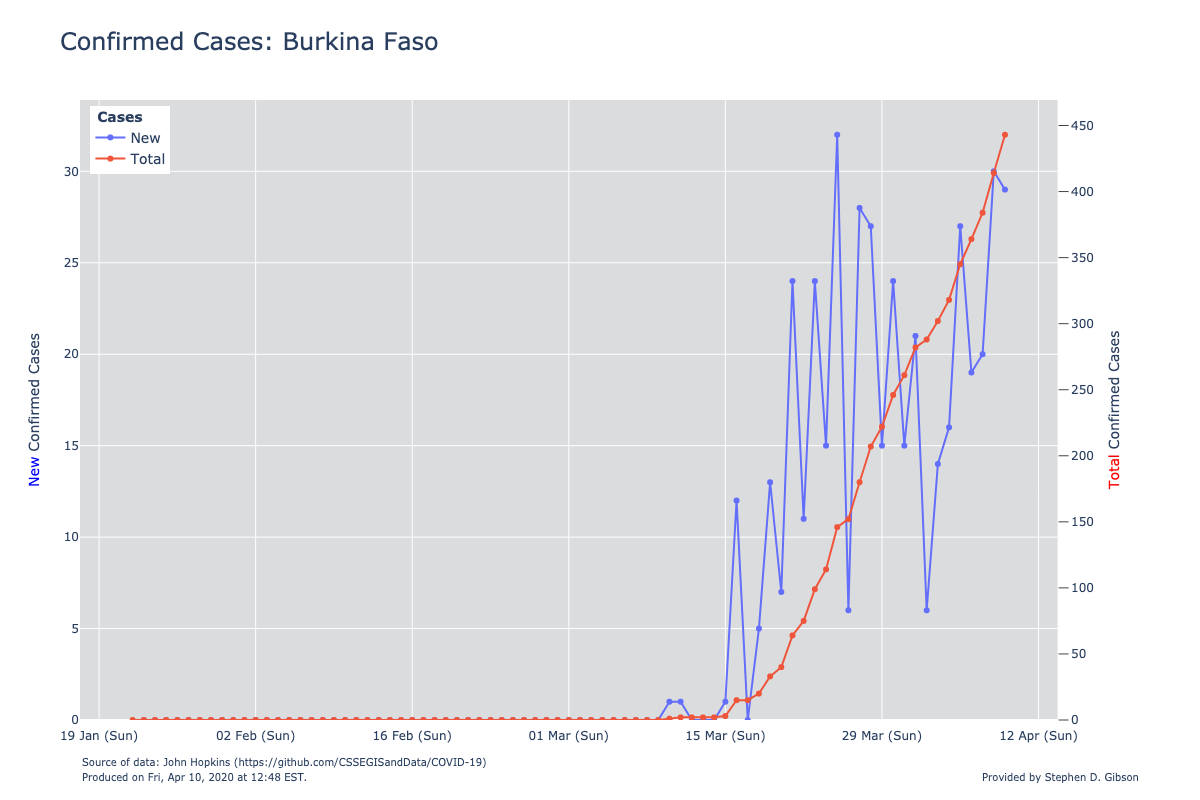 Confirmed Cases: Burkina Faso
Cases
New
Total
30
25
20
15
10
5
0
New Confirmed Cases
450
400
350
300
250
200
150
100
50
0
Total Confirmed Cases
19 Jan (Sun) 02 Feb (Sun) 16 Feb (Sun) 01 Mar (Sun) 15 Mar (Sun) 29 Mar (Sun) 12 Apr (Sun)
Source of data: John Hopkins (https://github.com/CSSEGISandData/COVID-19)
Produced on Fri, Apr 10, 2020 at 12:48 EST.
Provided by Stephen D. Gibson